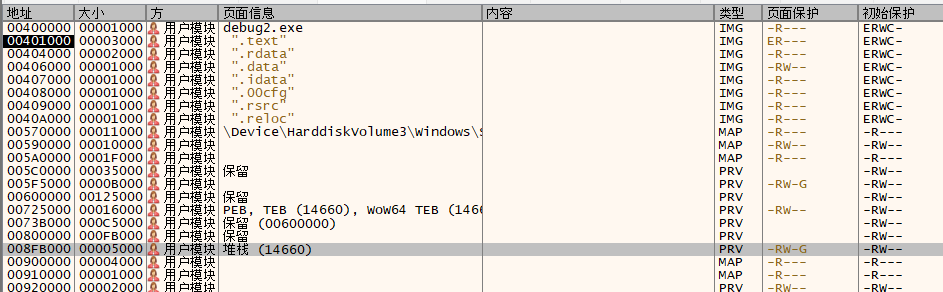 地址 大小 方 页面信息 内容 类型 页面保护 初始保护
00400000 00001000 用户模块 debug2.exe IMG -R--- ERWC-
00401000 00003000 用户模块 ".text" IMG ER--- ERWC-
00404000 00002000 用户模块 ".rdata" IMG -R--- ERWC-
00406000 00001000 用户模块 ".data" IMG -RW-- ERWC-
00407000 00001000 用户模块 ".idata" IMG -R--- ERWC-
00408000 00001000 用户模块 ".00cfg" IMG -R--- ERWC-
00409000 00001000 用户模块 ".rsrc" IMG -R--- ERWC-
0040A000 00001000 用户模块 ".reloc" IMG -R--- ERWC-
00570000 00011000 用户模块 \Device\HarddiskVolume3\Windows\S MAP -R--- -R---
00590000 00010000 用户模块 MAP -RW-- -RW--
005A0000 0001F000 用户模块 MAP -R--- -R---
005C0000 00035000 用户模块 保留 PRV -RW--
005F5000 0000B000 用户模块 PRV -RW-G -RW--
00600000 00125000 用户模块 保留 PRV -RW--
00725000 00016000 用户模块 PEB, TEB (14660), WoW64 TEB (1466 PRV -RW-- -RW--
0073B000 000C5000 用户模块 保留 (00600000) PRV -RW--
00800000 000FB000 用户模块 保留 PRV -RW--
008FB000 00005000 用户模块 堆栈 (14660) PRV -RW-G -RW--
00900000 00004000 用户模块 MAP -R--- -R---
00910000 00001000 用户模块 MAP -R--- -R---
00920000 00002000 用户模块 PRV -RW-- -RW--